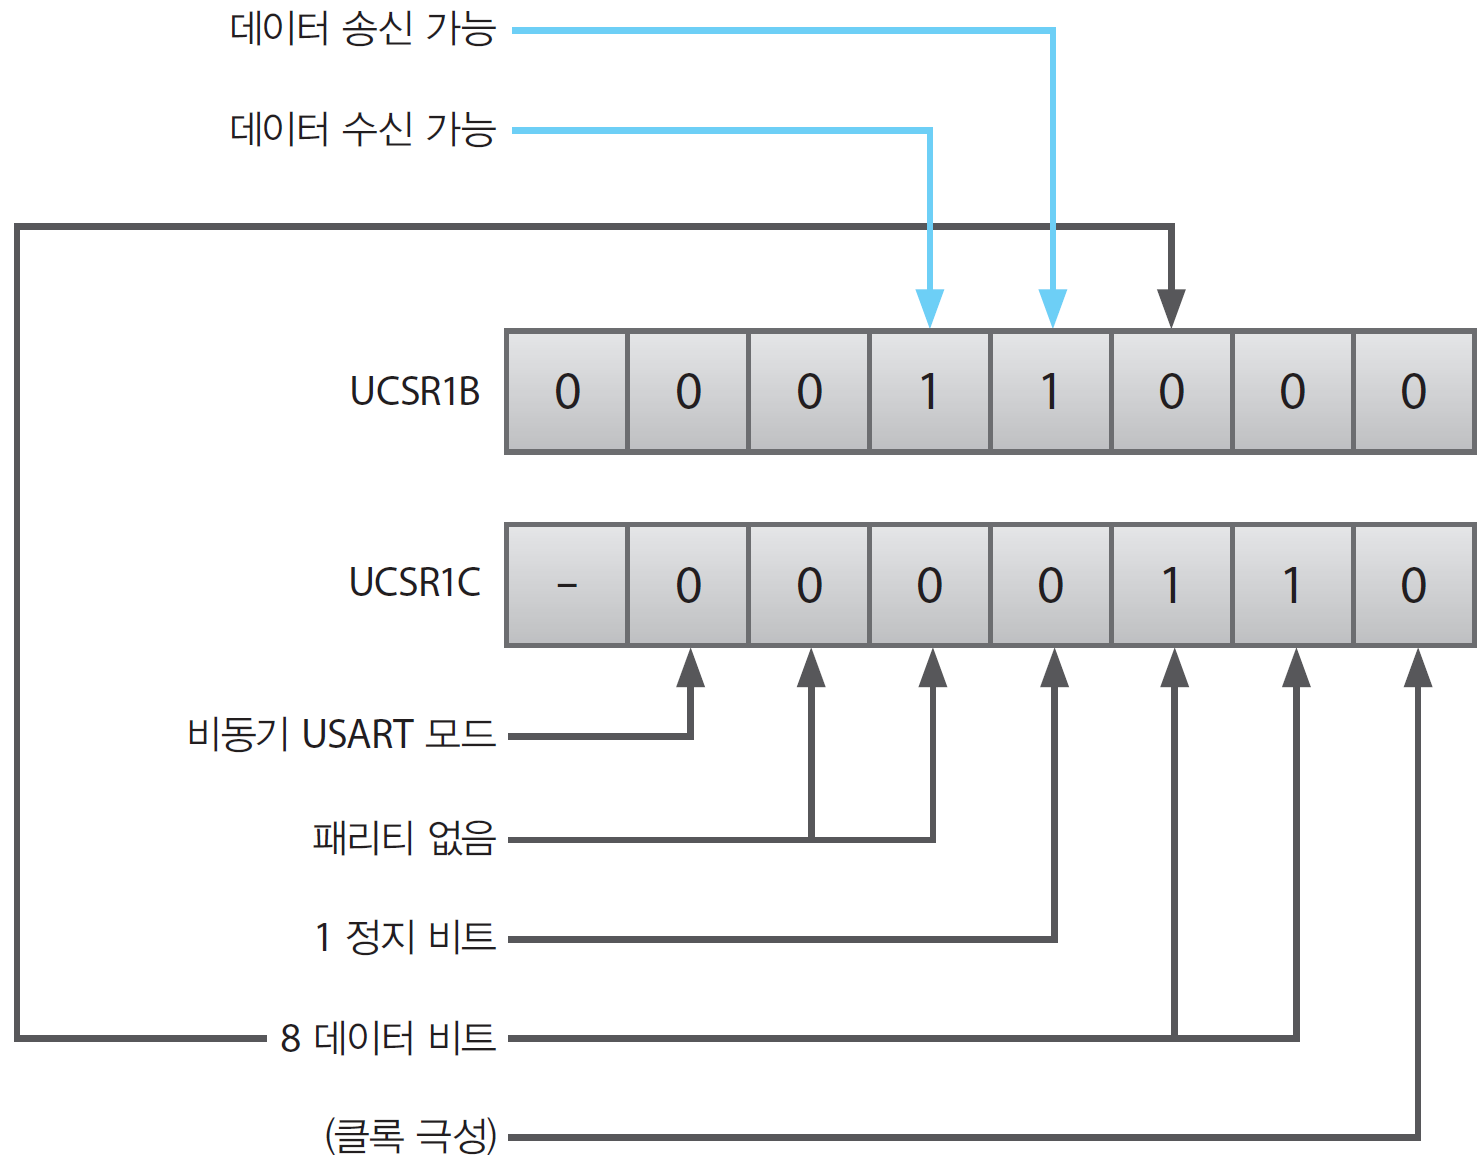 데이터 송신 가능
데이터 수신 가능
UCSR1B 0 0 0 1 1 0 0 0
UCSR1C – 0 0 0 0 1 1 0
비동기 USART 모드
패리티 없음
1 정지 비트
8 데이터 비트
(클록 극성)